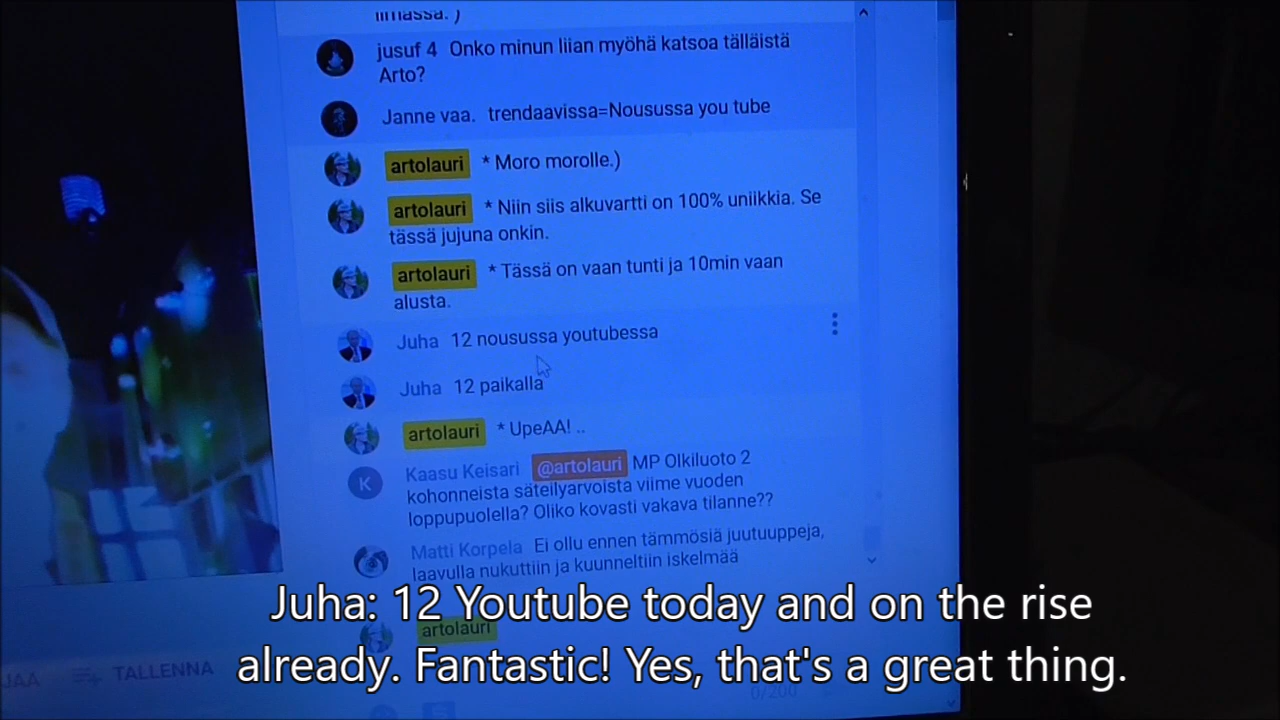 ilmassa. )
jusuf 4 Onko minun liian myöhä katsoa tälläistä
Arto?
Janne vaa. trendaavissa=Noususssa you tube
artolauri * Moro morolle.)
artolauri * Niin siis alkuvartti on 100% uniikkia. Se
tässä jujuna onkin.
artolauri * Tässä on vaan tunti ja 10min vaan
alusta.
Juha 12 nousussa youtubessa
Juha 12 paikalla
artolauri * UpeAA! ..
K
Kaasu Keisari @artolauri MP Olkiluoto 2
kohonneista säteilyarvoista viime vuoden
loppupuolella? Oliko kovasti vakava tilanne??
Matti Korpela Ei ollu ennen tämmösiä juutuuppeja,
laavulla nukuttiin ja kuunneltiin iskelmää
artolauri
Juha: 12 Youtube today and on the rise
already. Fantastic! Yes, that's a great thing.
JAA TALLENNA
0/200